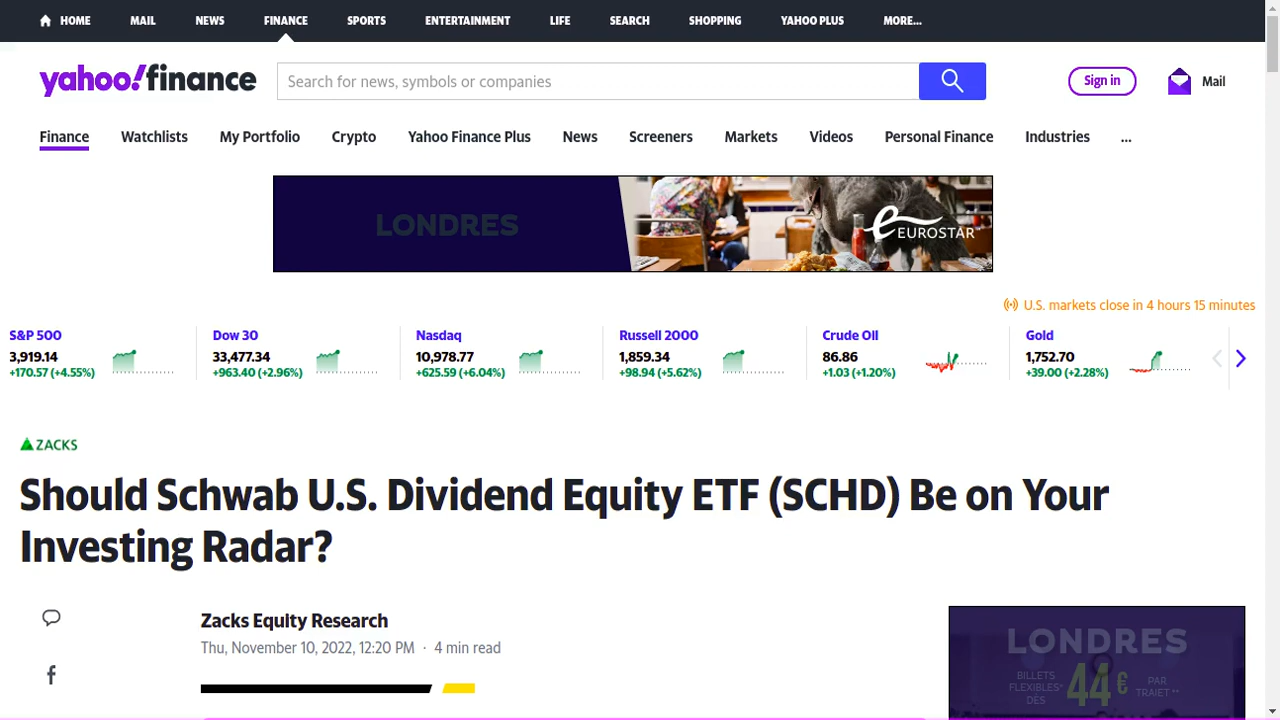 HOME MAIL NEWS FINANCE SPORTS ENTERTAINMENT LIFE SEARCH SHOPPING YAHOO PLUS MORE...
yahoo!finance
Search for news, symbols or companies
Sign in
Mail
Finance Watchlists My Portfolio Crypto Yahoo Finance Plus News Screeners Markets Videos Personal Finance Industries ...
LONDRES
EUROSTAR
U.S. markets close in 4 hours 15 minutes
S&P 500
3,919.14
+170.57 (+4.55%)
Dow 30
33,477.34
+963.40 (+2.96%)
Nasdaq
10,978.77
+625.59 (+6.04%)
Russell 2000
1,859.34
+98.94 (+5.62%)
Crude Oil
86.86
+1.03 (+1.20%)
Gold
1,752.70
+39.00 (+2.28%)
ZACKS
Should Schwab U.S. Dividend Equity ETF (SCHD) Be on Your
Investing Radar?
Zacks Equity Research
Thu, November 10, 2022, 12:20 PM · 4 min read
LONDRES
BILLETS
FLEXIBLES*
DÈS
44€
PAR
TRAJET **